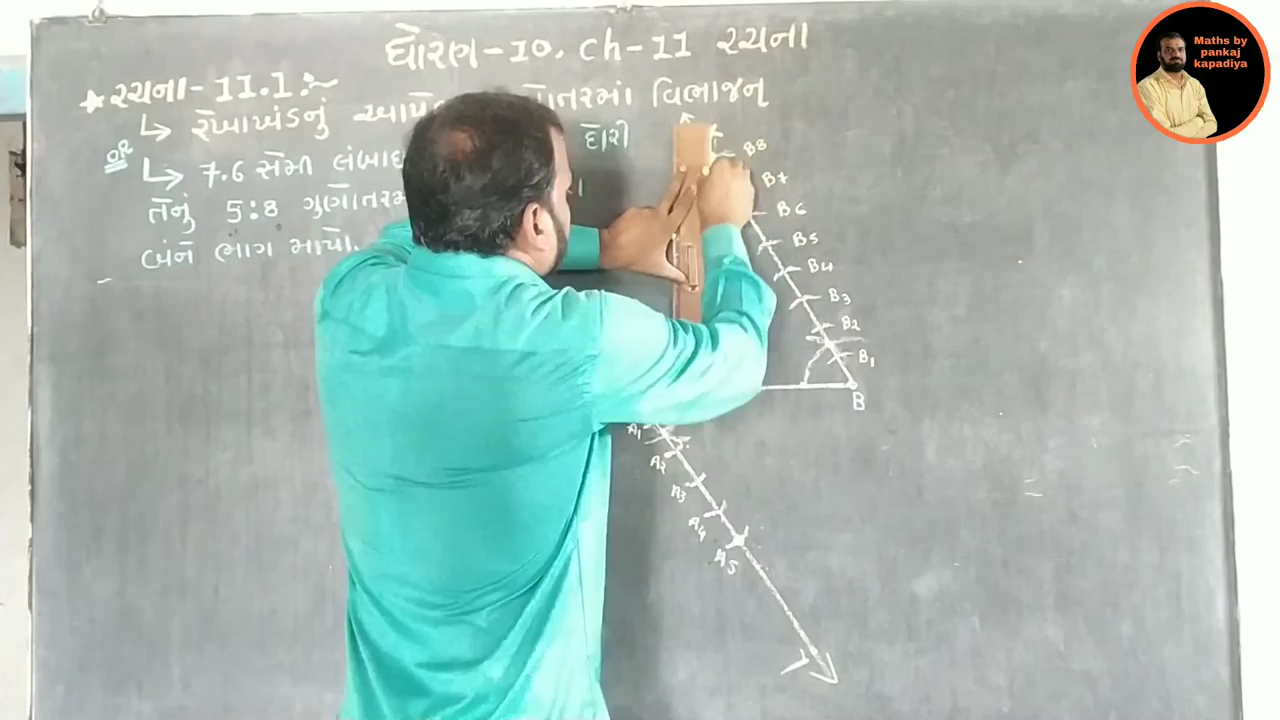 ધોરણ-10, ch-11 રચના
★ રચના-11.1 :~
↳ રેખાખંડનું આપેલ ગુણોતરમાં વિભાજન
OR
↳ 7.6 સેમી લંબાઇ દોરી
તેનું 5:8 ગુણોતરમાં
બંને ભાગ માપો.
B8
B7
B6
B5
B4
B3
B2
B1
B
A1
A2
A3
A4
A5
Maths by
pankaj
kapadiya